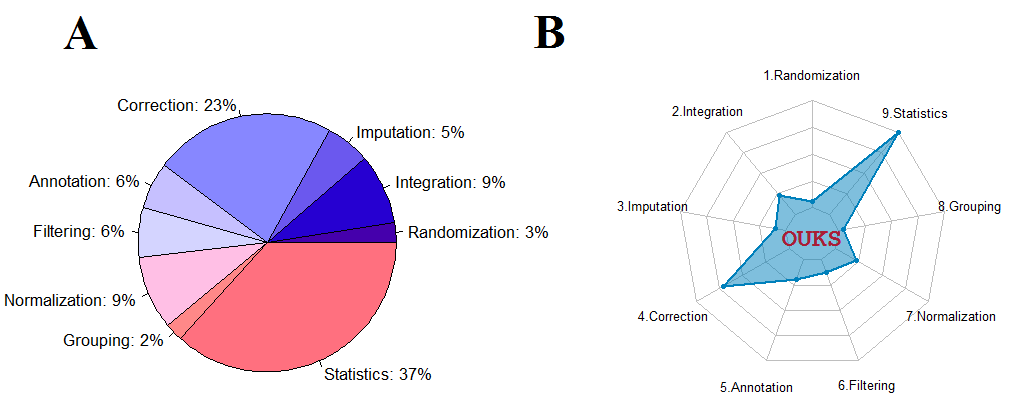 A
Correction: 23%
Imputation: 5%
Annotation: 6%
Integration: 9%
Filtering: 6%
Randomization: 3%
Normalization: 9%
Grouping: 2%
Statistics: 37%
B
1.Randomization
2.Integration
9.Statistics
3.Imputation
8.Grouping
OUKS
4.Correction
7.Normalization
5.Annotation
6.Filtering